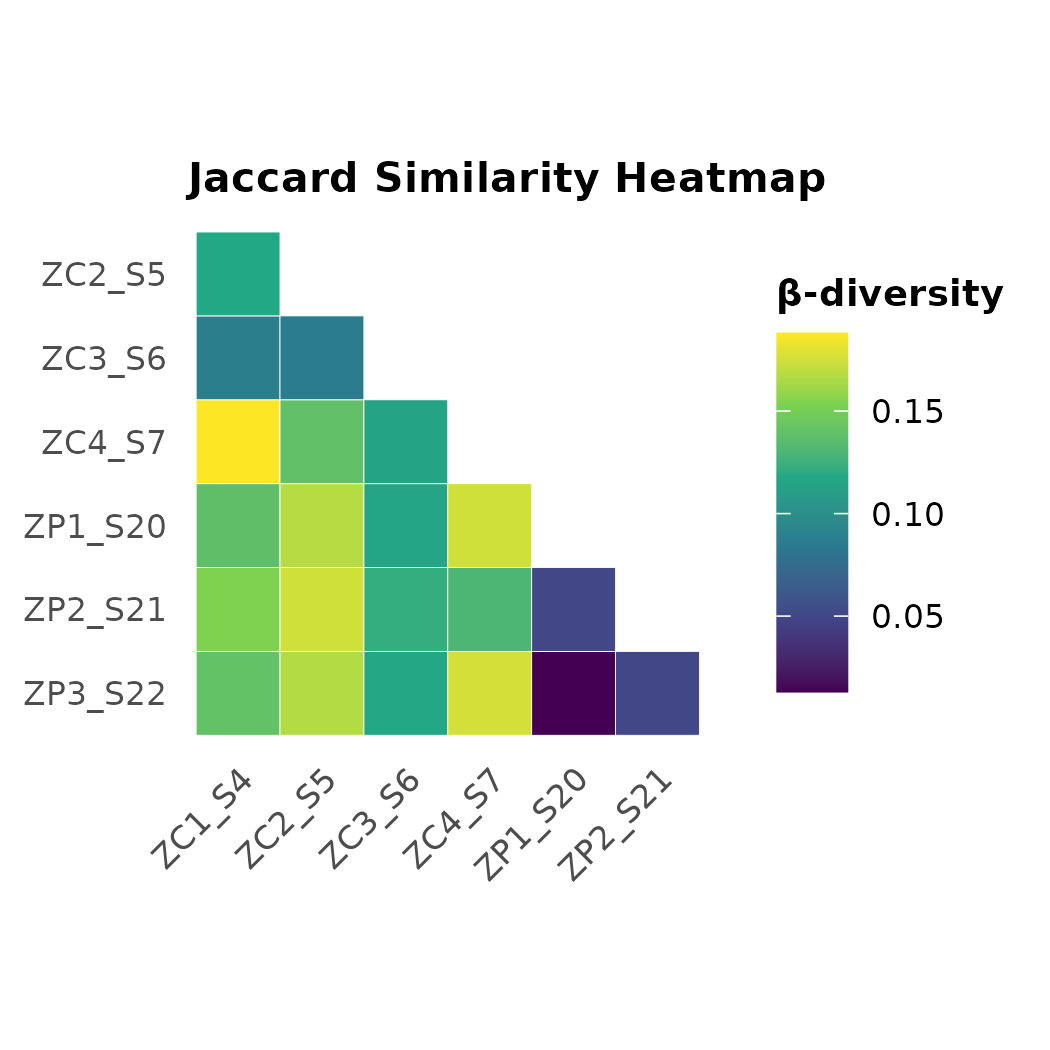 Jaccard Similarity Heatmap
ZC2_S5
ZC3_S6
ZC4_S7
ZP1_S20
ZP2_S21
ZP3_S22
ZC1_S4
ZC2_S5
ZC3_S6
ZC4_S7
ZP1_S20
ZP2_S21
β-diversity
0.15
0.10
0.05